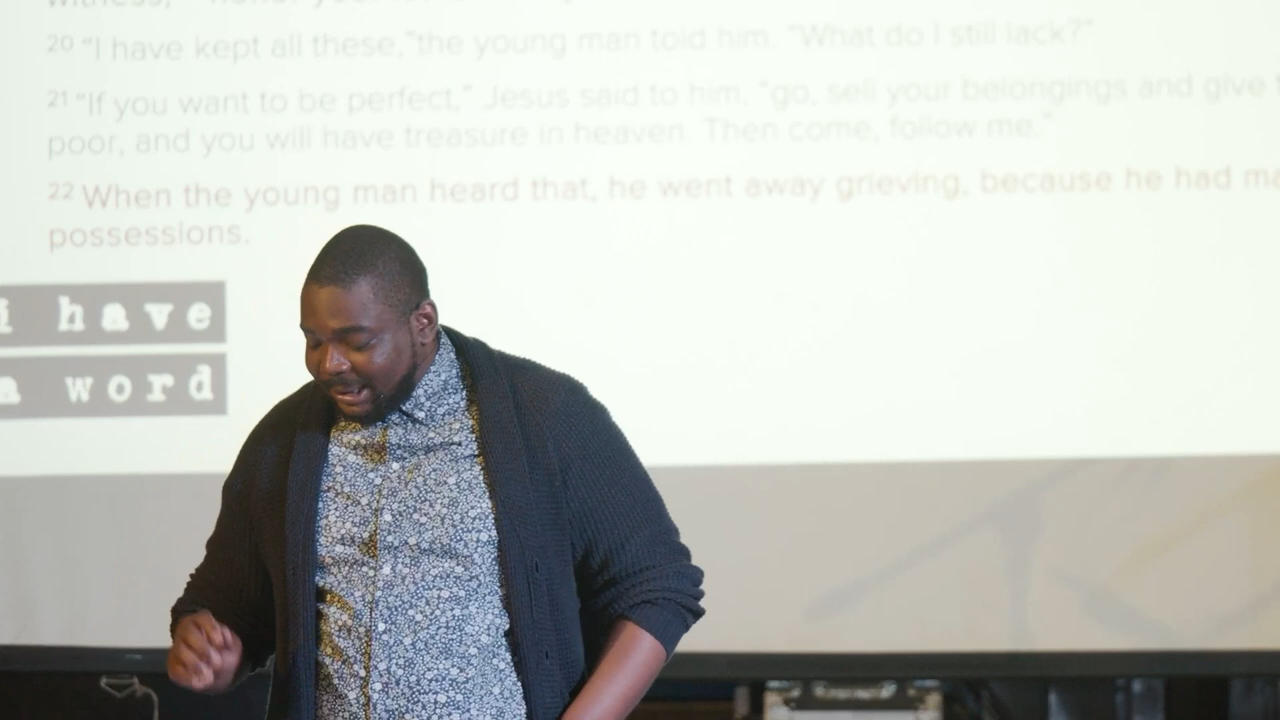 witness;
20 “I have kept all these,”the young man told him. “What do I still lack?”
21 “If you want to be perfect,” Jesus said to him, “go, sell your belongings and give
poor, and you will have treasure in heaven. Then come, follow me.”
22 When the young man heard that, he went away grieving, because he had
possessions.
i have
a word